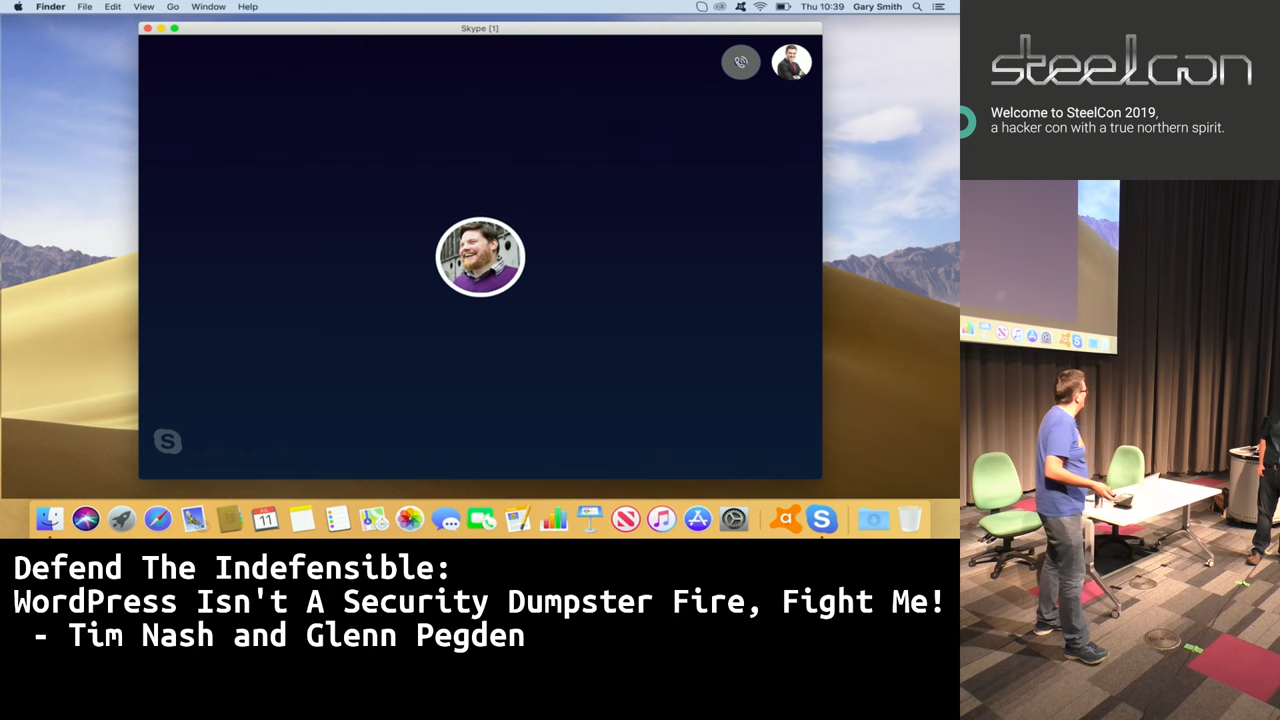 Finder File Edit View Go Window Help
Thu 10:39 Gary Smith
Skype [1]
steelcon
Welcome to SteelCon 2019,
a hacker con with a true northern spirit.
S
11
S
Defend The Indefensible:
WordPress Isn't A Security Dumpster Fire, Fight Me!
- Tim Nash and Glenn Pegden